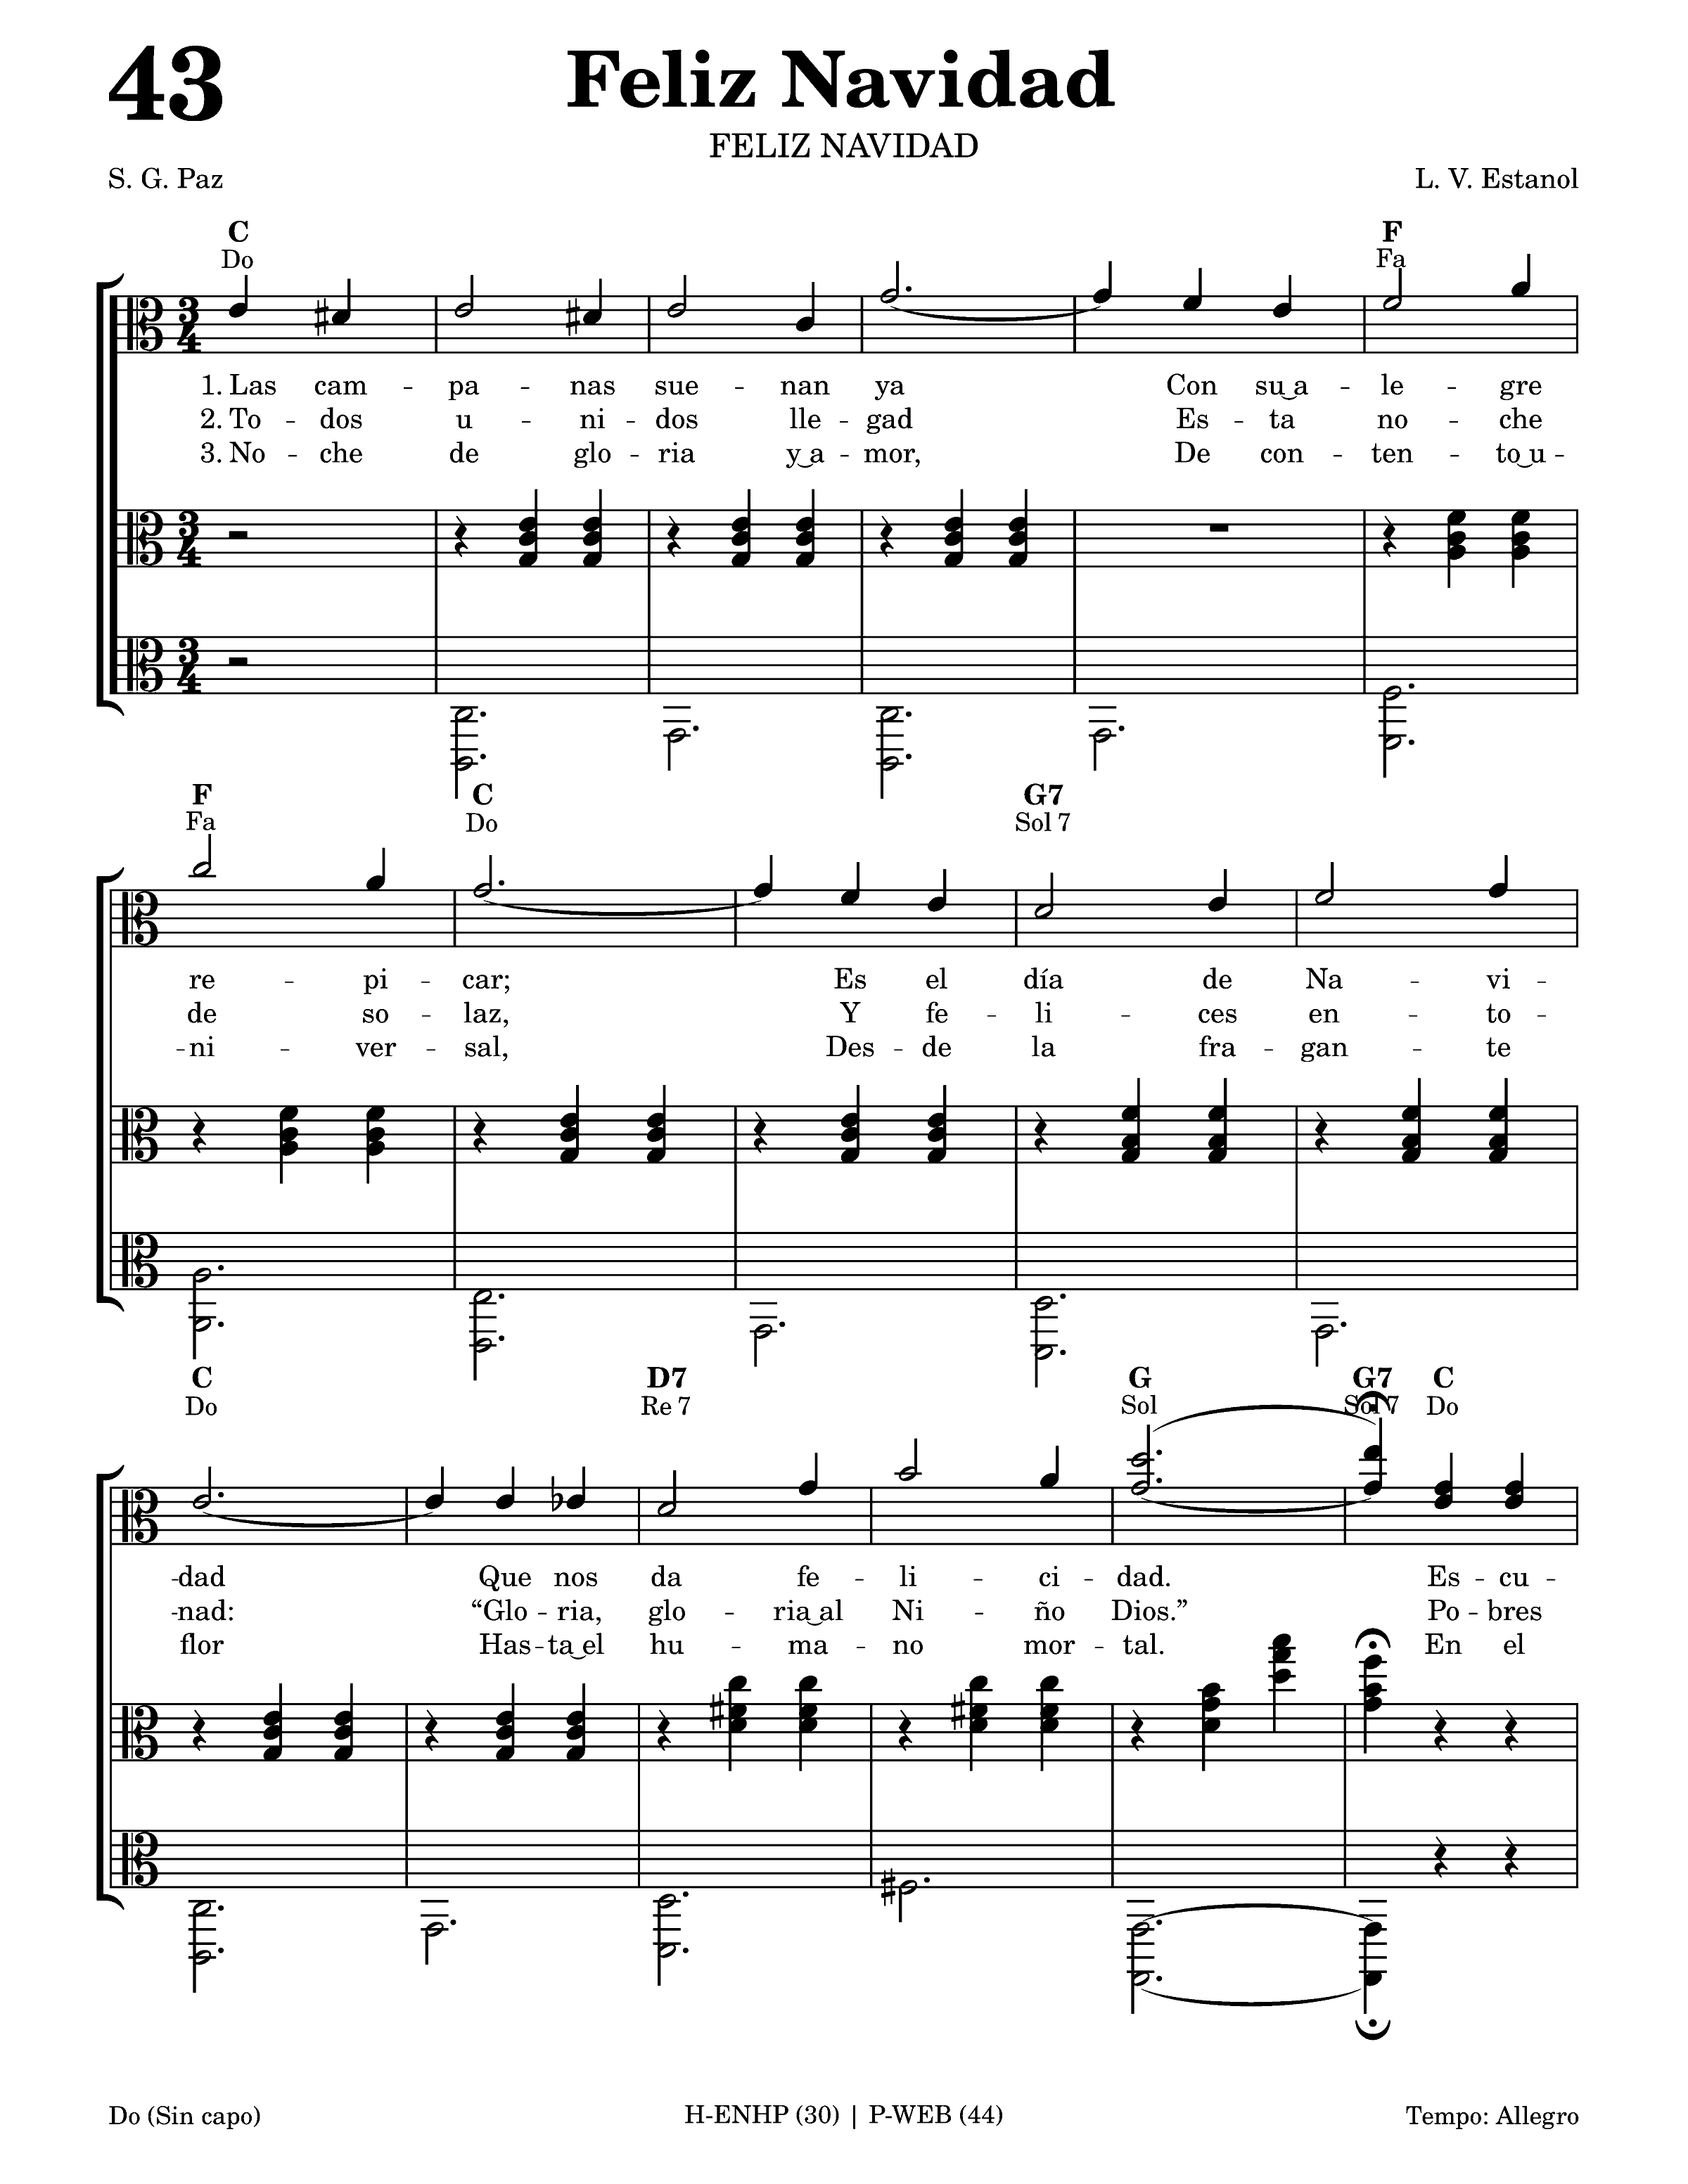 43 Feliz Navidad
FELIZ NAVIDAD
S. G. Paz L. V. Estanol
C F
Do Fa
1. Las cam - pa - nas sue - nan ya Con su‿a - le - gre
2. To - dos u - ni - dos lle - gad Es - ta no - che
3. No - che de glo - ria y‿a - mor, De con - ten - to‿u -
F C G7
Fa Do Sol 7
re - pi - car; Es el día de Na - vi -
de so - laz, Y fe - li - ces en - to -
- ni - ver - sal, Des - de la fra - gan - te
C D7 G G7 C
Do Re 7 Sol Sol 7 Do
- dad Que nos da fe - li - ci - dad. Es - cu -
- nad: “Glo - ria, glo - ria‿al Ni - ño Dios.” Po - bres
flor Has - ta‿el hu - ma - no mor - tal. En el
Do (Sin capo) H-ENHP (30) | P-WEB (44) Tempo: Allegro